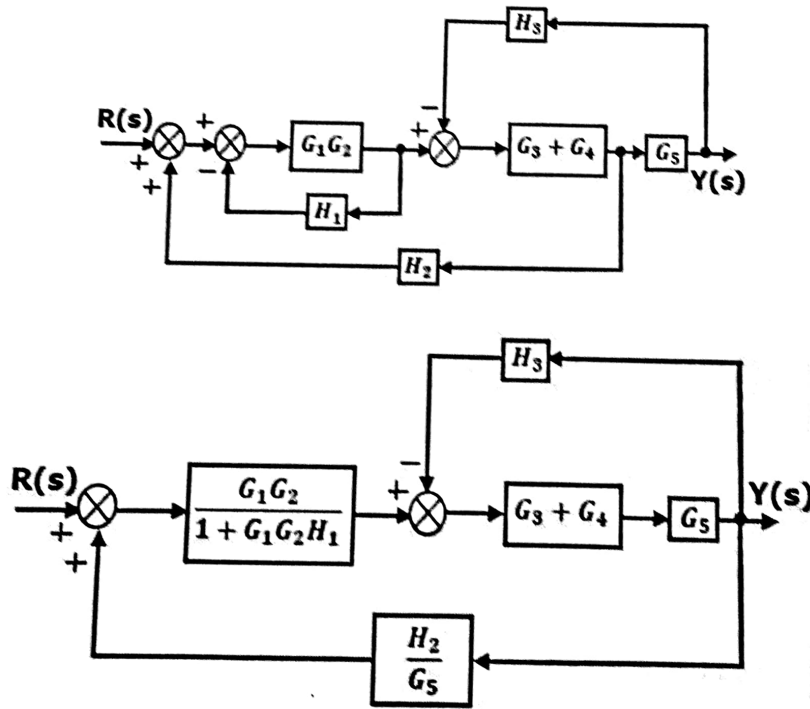 H₃
−
R(s) + − + G₁G₂ + G₃ + G₄ G₅
+ +
Y(s)
H₁
H₂
H₃
−
R(s) + + G₁G₂ / 1 + G₁G₂H₁ + G₃ + G₄ G₅ Y(s)
H₂ / G₅